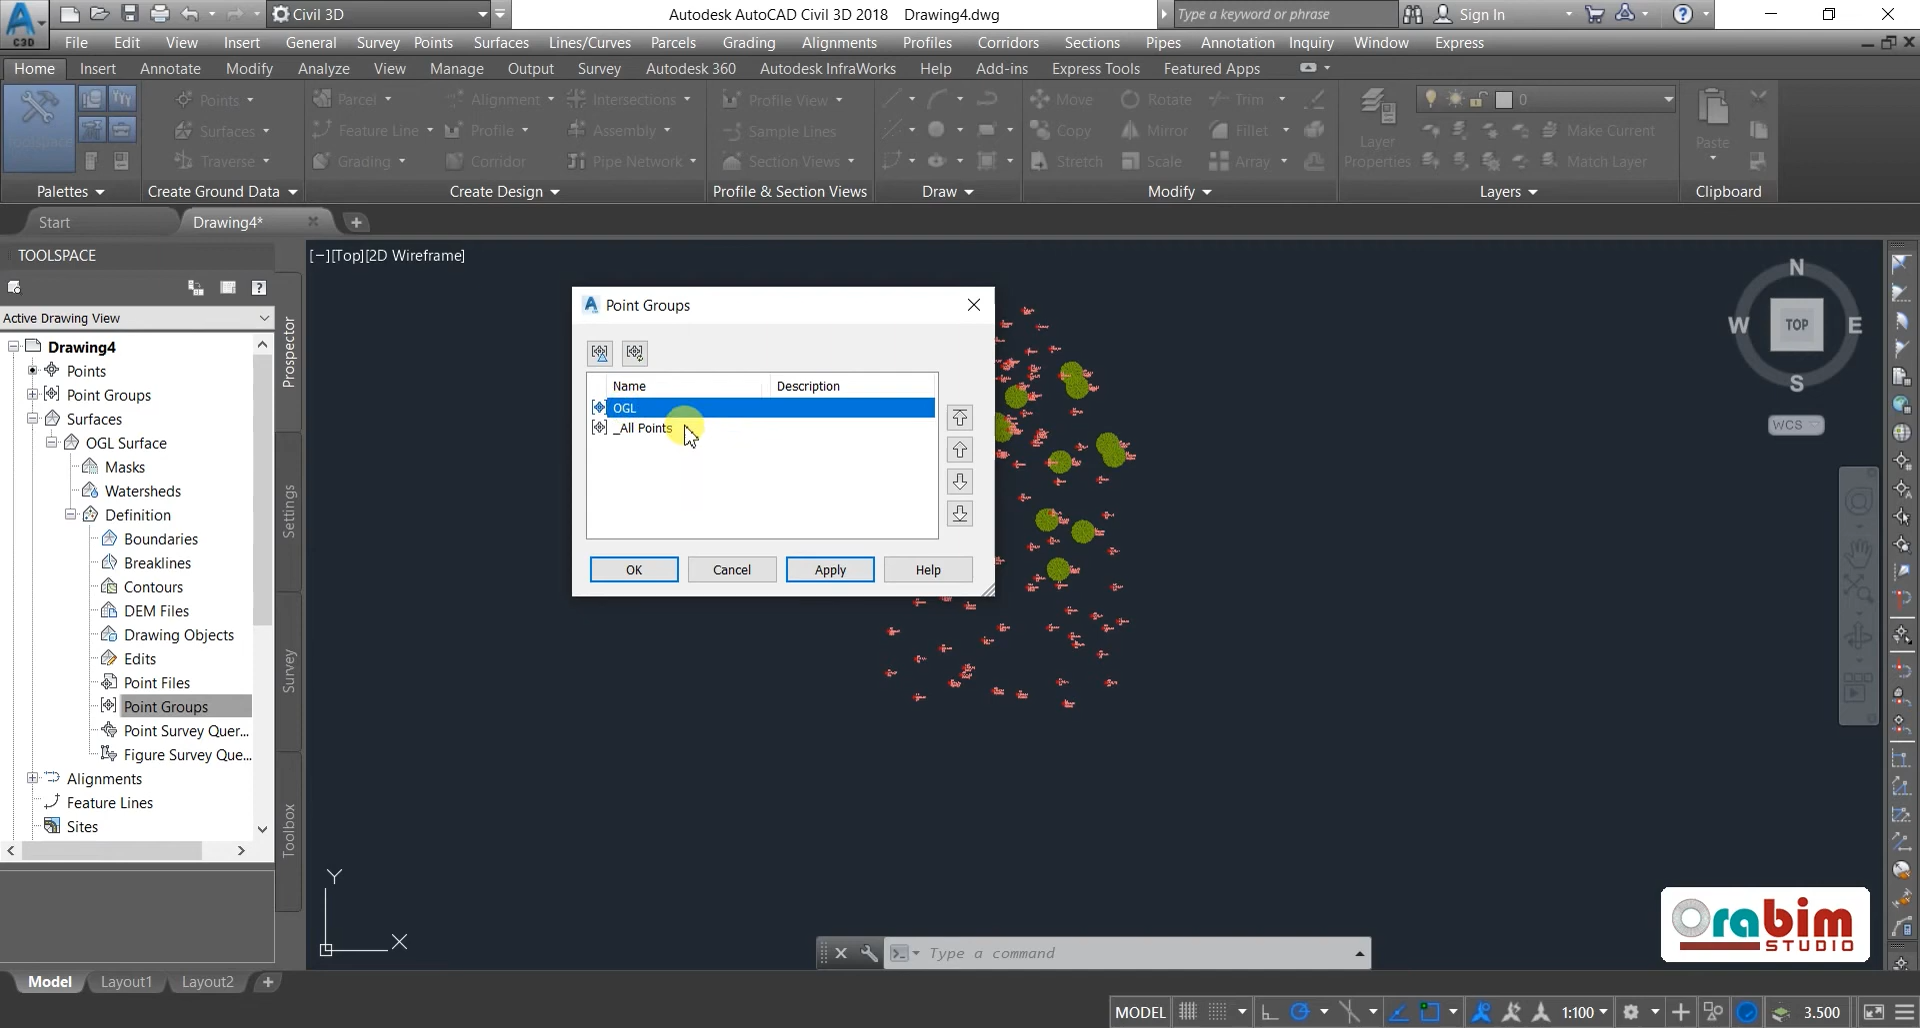 Civil 3D
Autodesk AutoCAD Civil 3D 2018 Drawing4.dwg
Type a keyword or phrase
Sign In
C3D
File Edit View Insert General Survey Points Surfaces Lines/Curves Parcels Grading Alignments Profiles Corridors Sections Pipes Annotation Inquiry Window Express
Home Insert Annotate Modify Analyze View Manage Output Survey Autodesk 360 Autodesk InfraWorks Help Add-ins Express Tools Featured Apps
Points Parcel Alignment Intersections Profile View Move Rotate Trim 0
Toolspace Surfaces Feature Line Profile Assembly Sample Lines Copy Mirror Fillet Layer Properties Make Current Paste
Traverse Grading Corridor Pipe Network Section Views Stretch Scale Array Match Layer
Palettes Create Ground Data Create Design Profile & Section Views Draw Modify Layers Clipboard
Start Drawing4*
TOOLSPACE
[−][Top][2D Wireframe]
Active Drawing View
Prospector
Settings
Survey
Toolbox
Drawing4
Points
Point Groups
Surfaces
OGL Surface
Masks
Watersheds
Definition
Boundaries
Breaklines
Contours
DEM Files
Drawing Objects
Edits
Point Files
Point Groups
Point Survey Quer...
Figure Survey Que...
Alignments
Feature Lines
Sites
Point Groups
Name Description
OGL
_All Points
OK Cancel Apply Help
N
W TOP E
S
WCS
Y
X
Type a command
Orabim
STUDIO
Model Layout1 Layout2
MODEL 1:100 3.500